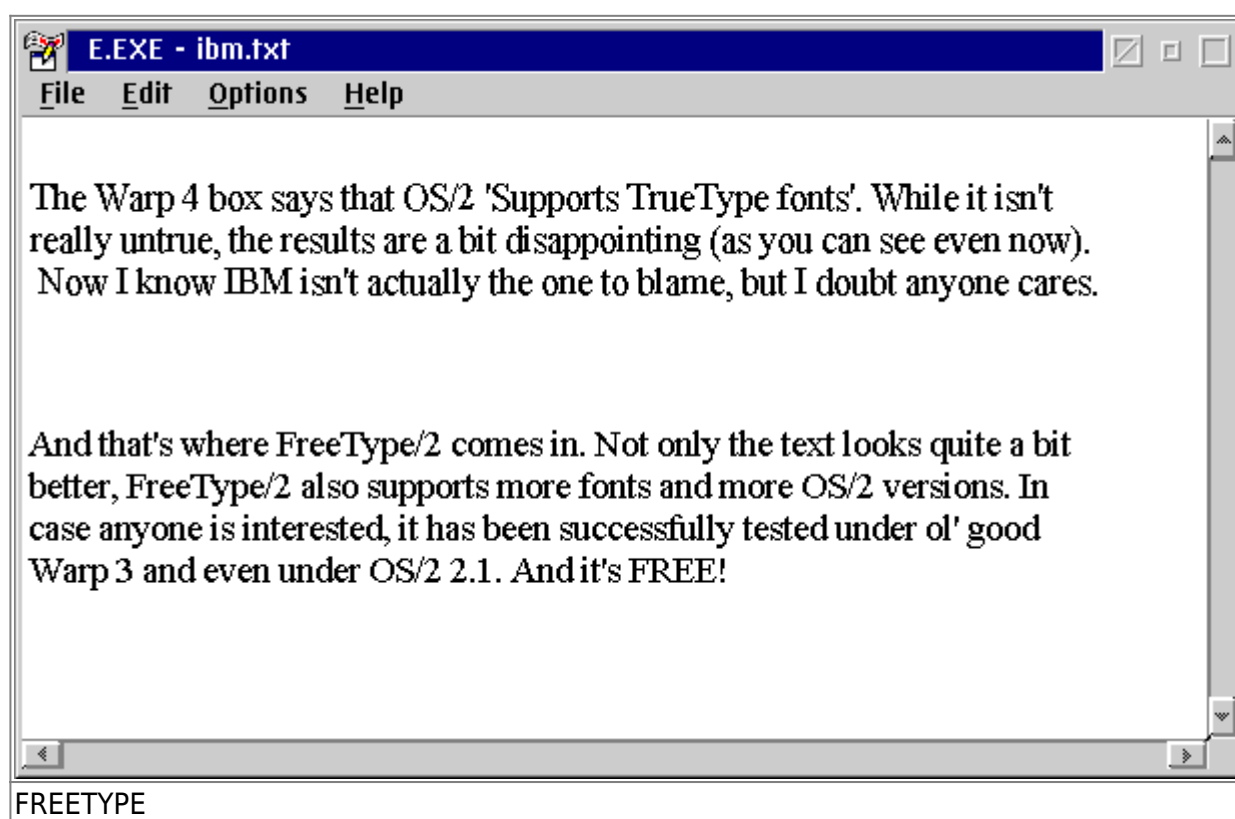 E.EXE - ibm.txt
File Edit Options Help
The Warp 4 box says that OS/2 'Supports TrueType fonts'. While it isn't
really untrue, the results are a bit disappointing (as you can see even now).
Now I know IBM isn't actually the one to blame, but I doubt anyone cares.
And that's where FreeType/2 comes in. Not only the text looks quite a bit
better, FreeType/2 also supports more fonts and more OS/2 versions. In
case anyone is interested, it has been successfully tested under ol' good
Warp 3 and even under OS/2 2.1. And it's FREE!
FREETYPE